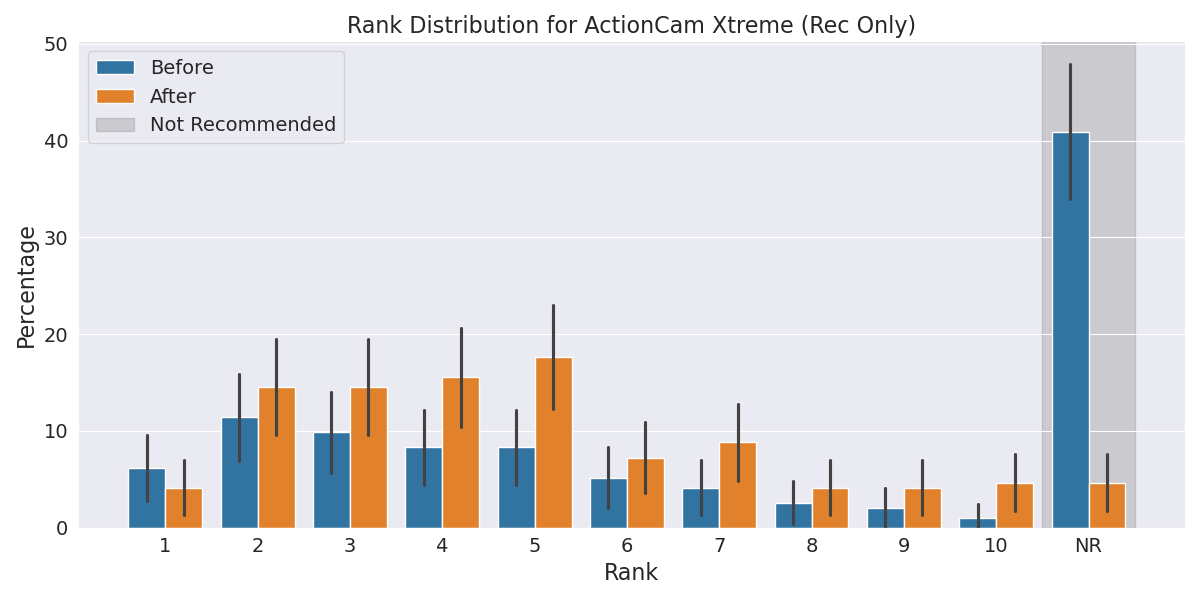 Rank Distribution for ActionCam Xtreme (Rec Only)
Before
After
Not Recommended
Percentage
50
40
30
20
10
0
1 2 3 4 5 6 7 8 9 10 NR
Rank